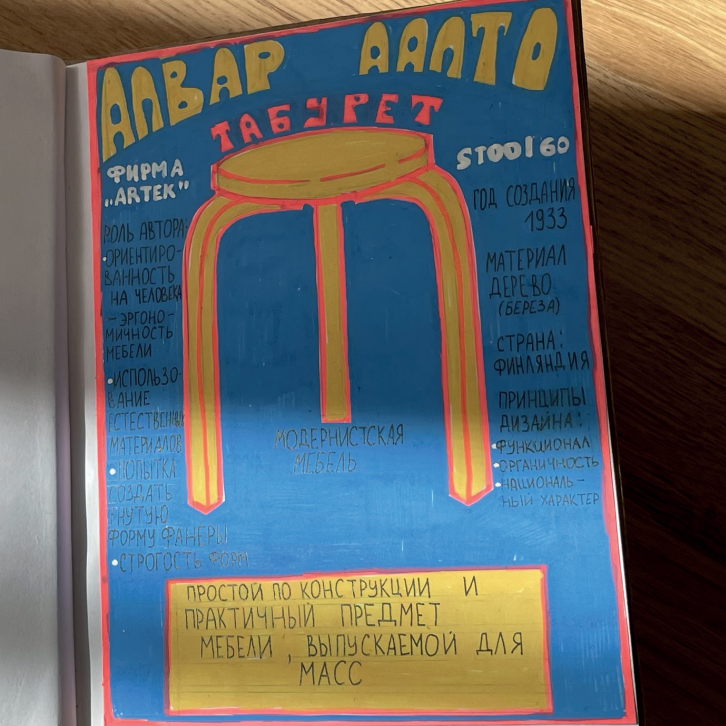 АЛВАР ААЛТО
ТАБУРЕТ
ФИРМА
„ARTEK"
STOOl 60
РОЛЬ АВТОРА:
•ОРИЕНТИРО-
ВАННОСТЬ
НА ЧЕЛОВЕКА
-ЭРГОНО-
МИЧНОСТЬ
МЕБЕЛИ
•ИСПОЛЬЗО-
ВАНИЕ
ЕСТЕСТВЕННЫХ
МАТЕРИАЛОВ
•ПОПЫТКА
СОЗДАТЬ
ГНУТУЮ
ФОРМУ ФАНЕРЫ
•СТРОГОСТЬ ФОРМ
ГОД СОЗДАНИЯ
1933
МАТЕРИАЛ
ДЕРЕВО
(БЕРЕЗА)
СТРАНА:
ФИНЛЯНДИЯ
ПРИНЦИПЫ
ДИЗАЙНА:
•ФУНКЦИОНАЛ
•ОРГАНИЧНОСТЬ
•НАЦИОНАЛЬ-
НЫЙ ХАРАКТЕР
МОДЕРНИСТСКАЯ
МЕБЕЛЬ
ПРОСТОЙ ПО КОНСТРУКЦИИ И
ПРАКТИЧНЫЙ ПРЕДМЕТ
МЕБЕЛИ, ВЫПУСКАЕМОЙ ДЛЯ
МАСС